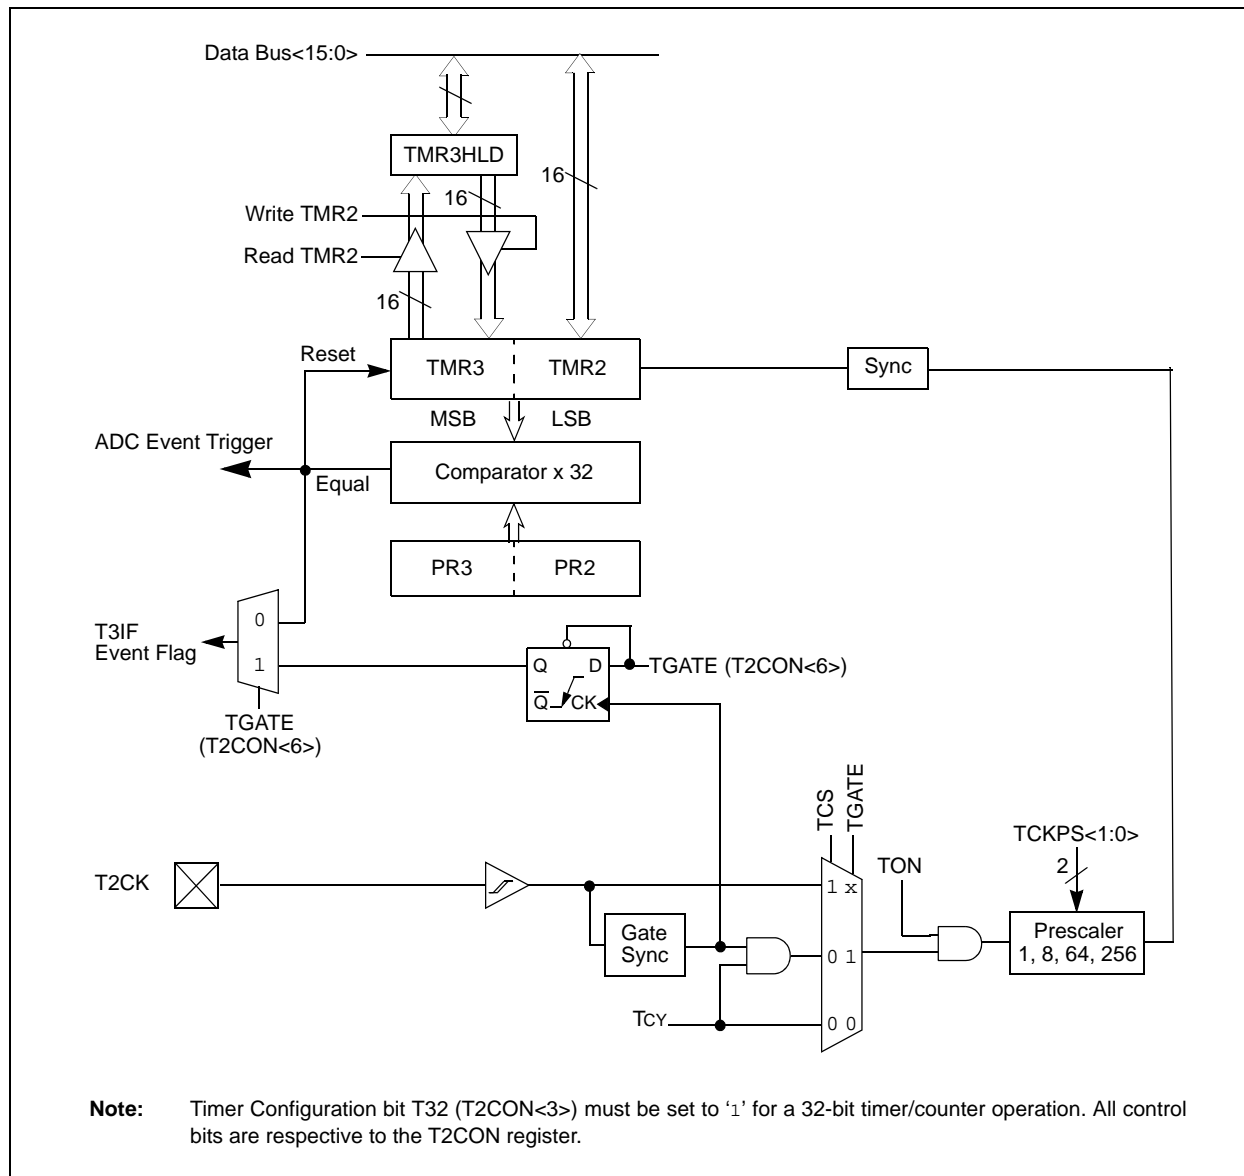 Data Bus<15:0>
TMR3HLD
16
16
Write TMR2
Read TMR2
16
Reset
TMR3
TMR2
Sync
MSB
LSB
ADC Event Trigger
Equal
Comparator x 32
PR3
PR2
0
T3IF
Event Flag
1
Q
D
TGATE (T2CON<6>)
Q
CK
TGATE
(T2CON<6>)
TCS
TGATE
TCKPS<1:0>
2
TON
T2CK
1 x
Gate
Sync
0 1
Prescaler
1, 8, 64, 256
TCY
0 0
Note: Timer Configuration bit T32 (T2CON<3>) must be set to ‘1’ for a 32-bit timer/counter operation. All control
bits are respective to the T2CON register.